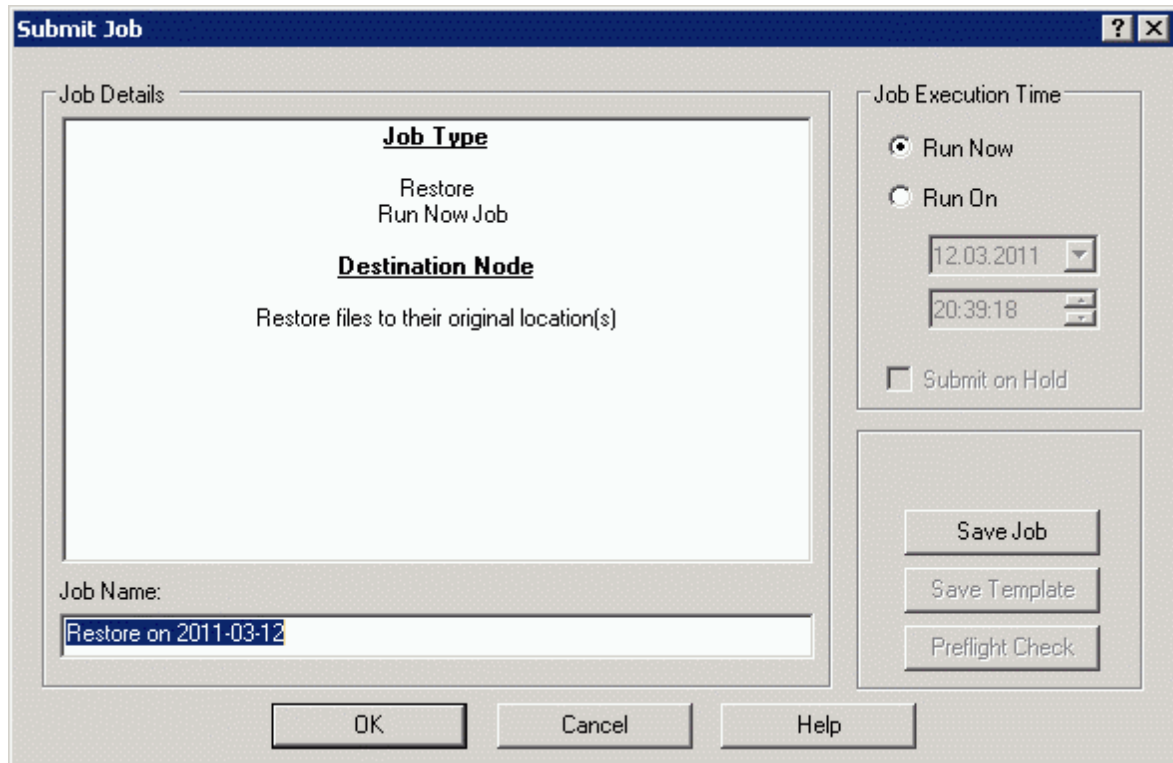 Submit Job
Job Details
Job Type
Restore
Run Now Job
Destination Node
Restore files to their original location(s)
Job Name:
Restore on 2011-03-12
Job Execution Time
Run Now
Run On
12.03.2011
20:39:18
Submit on Hold
Save Job
Save Template
Preflight Check
OK
Cancel
Help